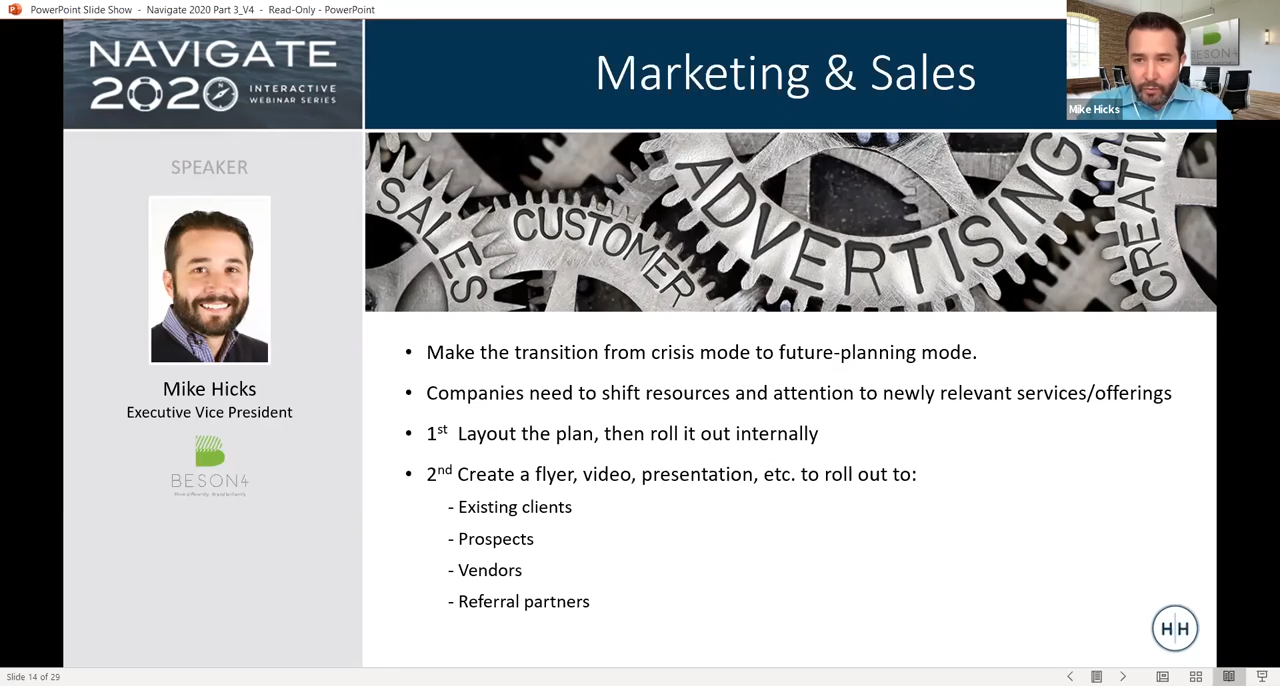 PowerPoint Slide Show - Navigate 2020 Part 3_V4 - Read-Only - PowerPoint
NAVIGATE
2020 INTERACTIVE
WEBINAR SERIES
Marketing & Sales
BESON4
Mike Hicks
SPEAKER
SALES
CUSTOMER
ADVERTISING
CREATIV
Mike Hicks
Executive Vice President
BESON4
• Make the transition from crisis mode to future-planning mode.
• Companies need to shift resources and attention to newly relevant services/offerings
• 1st Layout the plan, then roll it out internally
• 2nd Create a flyer, video, presentation, etc. to roll out to:
- Existing clients
- Prospects
- Vendors
- Referral partners
H|H
Slide 14 of 29